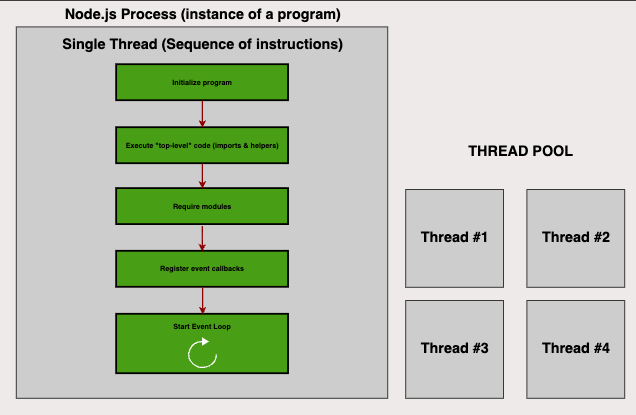 Node.js Process (instance of a program)
Single Thread (Sequence of instructions)
Initialize program
Execute "top-level" code (imports & helpers)
Require modules
Register event callbacks
Start Event Loop
THREAD POOL
Thread #1
Thread #2
Thread #3
Thread #4